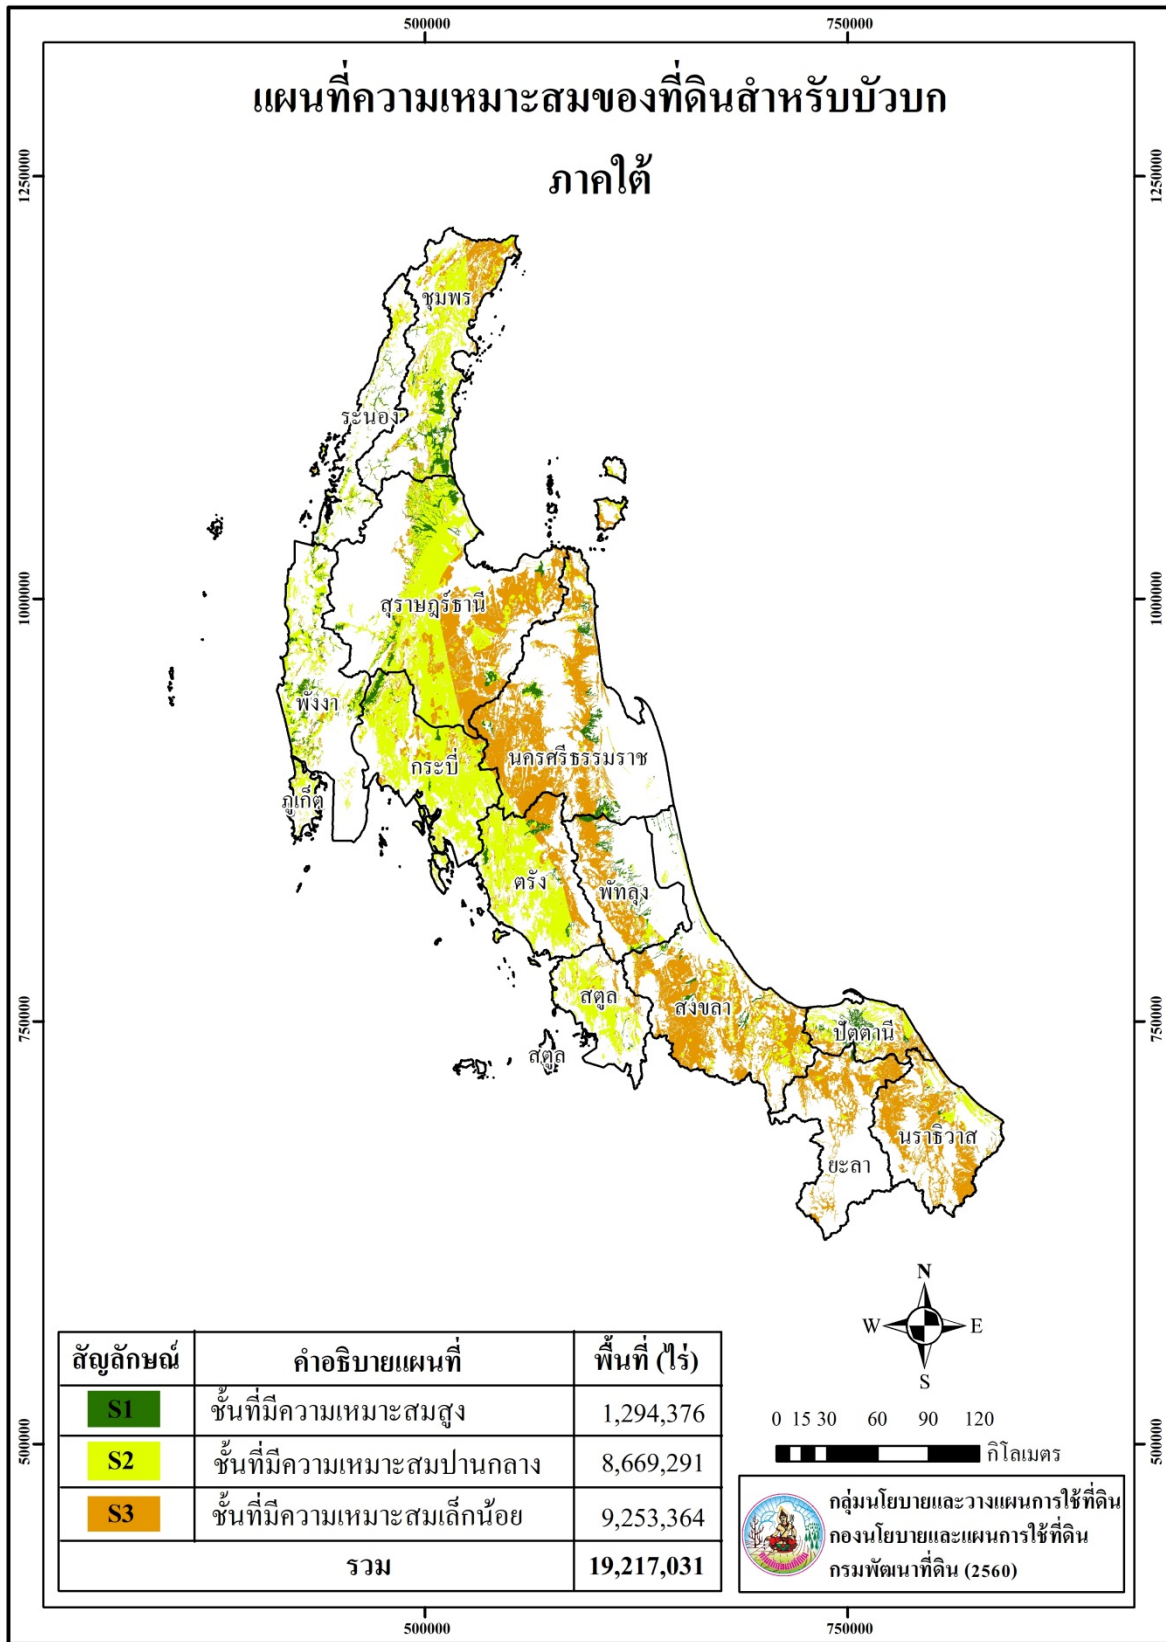 500000
750000
แผนที่ความเหมาะสมของที่ดินสำหรับบัวบก
ภาคใต้
1250000
1250000
ชุมพร
ระนอง
1000000
1000000
สุราษฎร์ธานี
พังงา
นครศรีธรรมราช
กระบี่
ภูเก็ต
ตรัง
พัทลุง
สตูล
สงขลา
750000
750000
ปัตตานี
สตูล
นราธิวาส
ยะลา
N
W
E
S
สัญลักษณ์ คำอธิบายแผนที่ พื้นที่ (ไร่)
S1 ชั้นที่มีความเหมาะสมสูง 1,294,376
S2 ชั้นที่มีความเหมาะสมปานกลาง 8,669,291
S3 ชั้นที่มีความเหมาะสมเล็กน้อย 9,253,364
รวม 19,217,031
0 15 30 60 90 120
กิโลเมตร
500000
500000
กลุ่มนโยบายและวางแผนการใช้ที่ดิน
กองนโยบายและแผนการใช้ที่ดิน
กรมพัฒนาที่ดิน (2560)
500000
750000